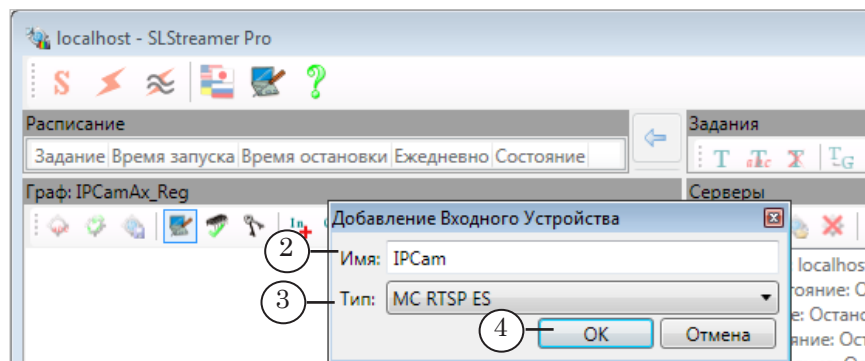 localhost - SLStreamer Pro
S
Расписание
Задания
Задание Время запуска Время остановки Ежедневно Состояние
T
Граф: IPCamAx_Reg
Серверы
Добавление Входного Устройства
2
Имя: IPCam
localhos
3
Тип: MC RTSP ES
4
OK
Отмена